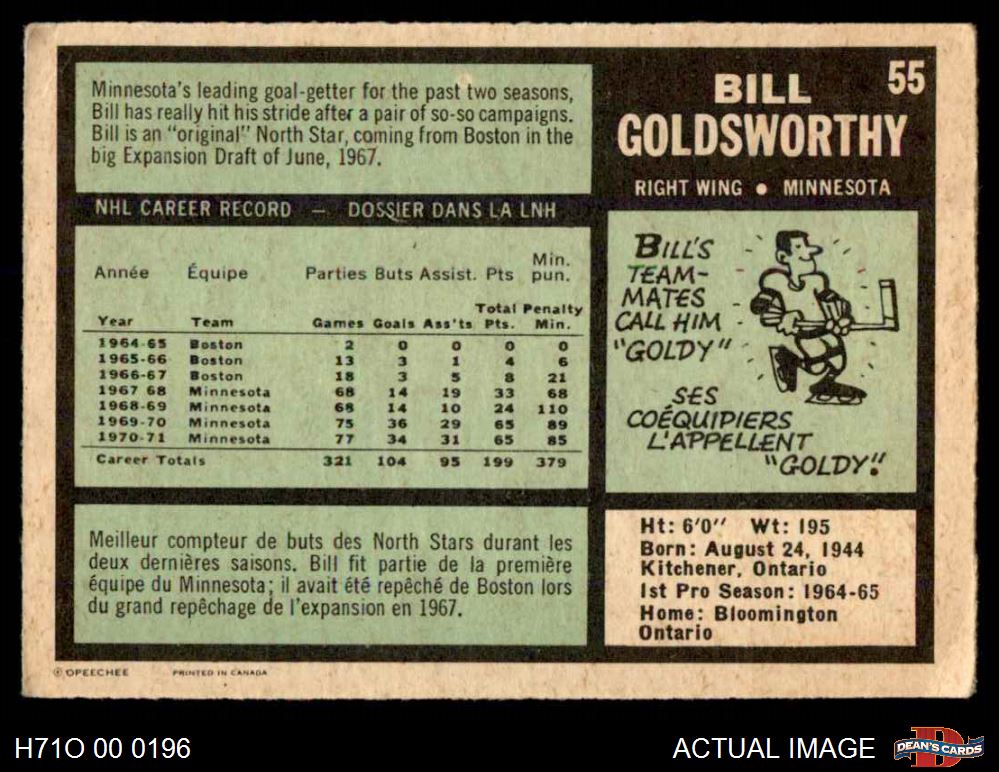 Minnesota's leading goal-getter for the past two seasons,
Bill has really hit his stride after a pair of so-so campaigns.
Bill is an "original" North Star, coming from Boston in the
big Expansion Draft of June, 1967.
55
BILL
GOLDSWORTHY
RIGHT WING ● MINNESOTA
NHL CAREER RECORD — DOSSIER DANS LA LNH
Année Équipe Parties Buts Assist. Pts Min. pun.
Year Team Games Goals Ass'ts Total Pts. Penalty Min.
1964-65 Boston 2 0 0 0 0
1965-66 Boston 13 3 1 4 6
1966-67 Boston 18 3 5 8 21
1967 68 Minnesota 68 14 19 33 68
1968-69 Minnesota 68 14 10 24 110
1969-70 Minnesota 75 36 29 65 89
1970-71 Minnesota 77 34 31 65 85
Career Totals 321 104 95 199 379
BILL'S
TEAM-
MATES
CALL HIM
"GOLDY"
SES
COÉQUIPIERS
L'APPELLENT
"GOLDY".
Meilleur compteur de buts des North Stars durant les
deux dernières saisons. Bill fit partie de la première
équipe du Minnesota; il avait été repêché de Boston lors
du grand repêchage de l'expansion en 1967.
Ht: 6'0" Wt: 195
Born: August 24, 1944
Kitchener, Ontario
1st Pro Season: 1964-65
Home: Bloomington
Ontario
© OPEECHEE PRINTED IN CANADA
H71O 00 0196
ACTUAL IMAGE
D
DEAN'S CARDS